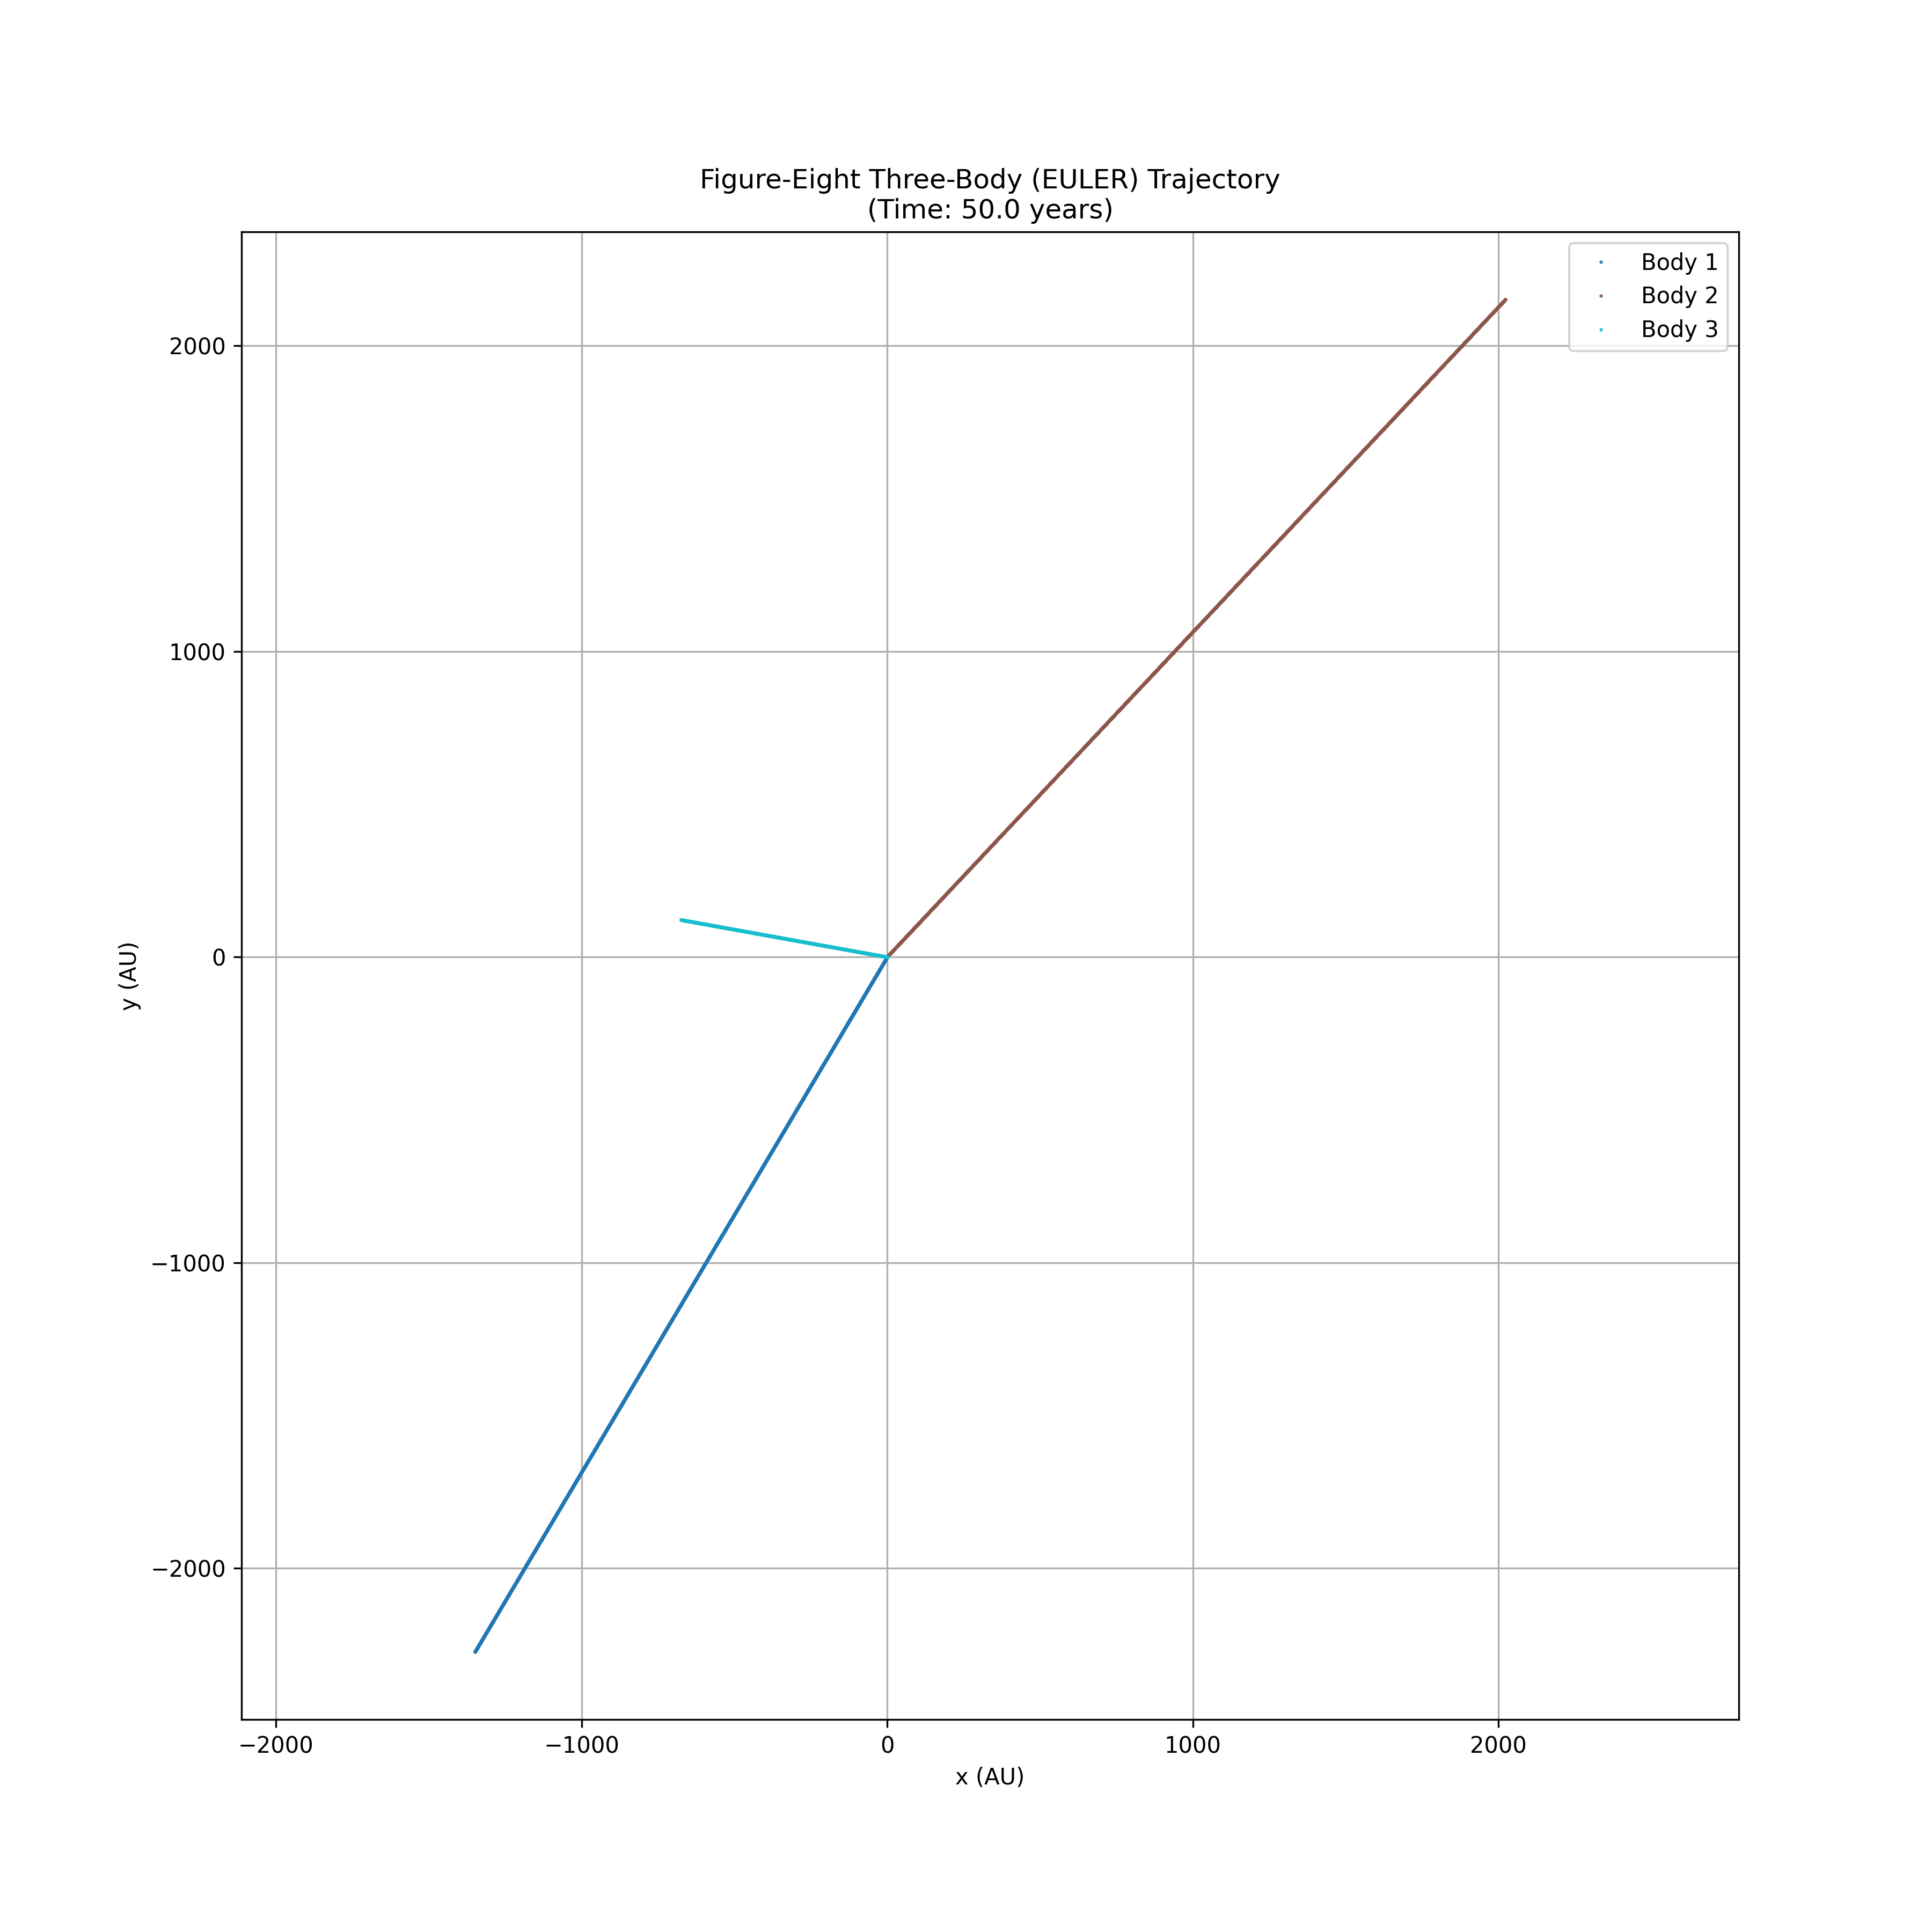 Figure-Eight Three-Body (EULER) Trajectory
(Time: 50.0 years)
Body 1
Body 2
Body 3
2000
1000
0
−1000
−2000
y (AU)
−2000
−1000
0
1000
2000
x (AU)